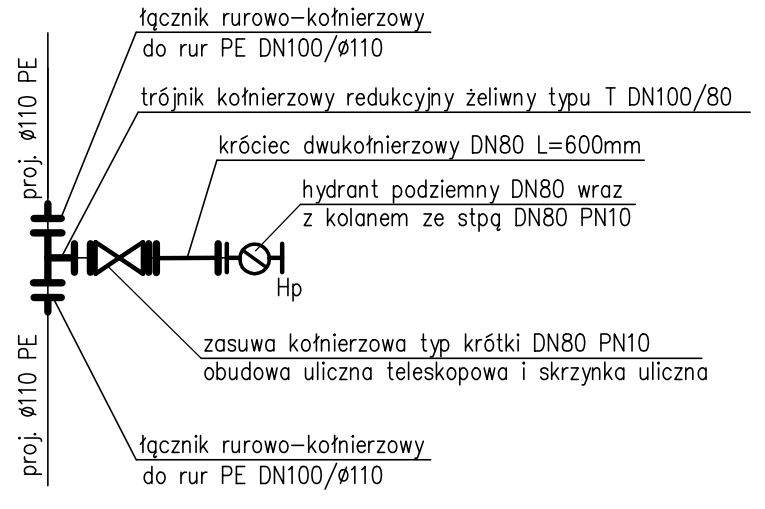 łącznik rurowo-kołnierzowy
do rur PE DN100/ø110
proj. ø110 PE
trójnik kołnierzowy redukcyjny żeliwny typu T DN100/80
króciec dwukołnierzowy DN80 L=600mm
hydrant podziemny DN80 wraz
z kolanem ze stpą DN80 PN10
Hp
zasuwa kołnierzowa typ krótki DN80 PN10
obudowa uliczna teleskopowa i skrzynka uliczna
proj. ø110 PE
łącznik rurowo-kołnierzowy
do rur PE DN100/ø110